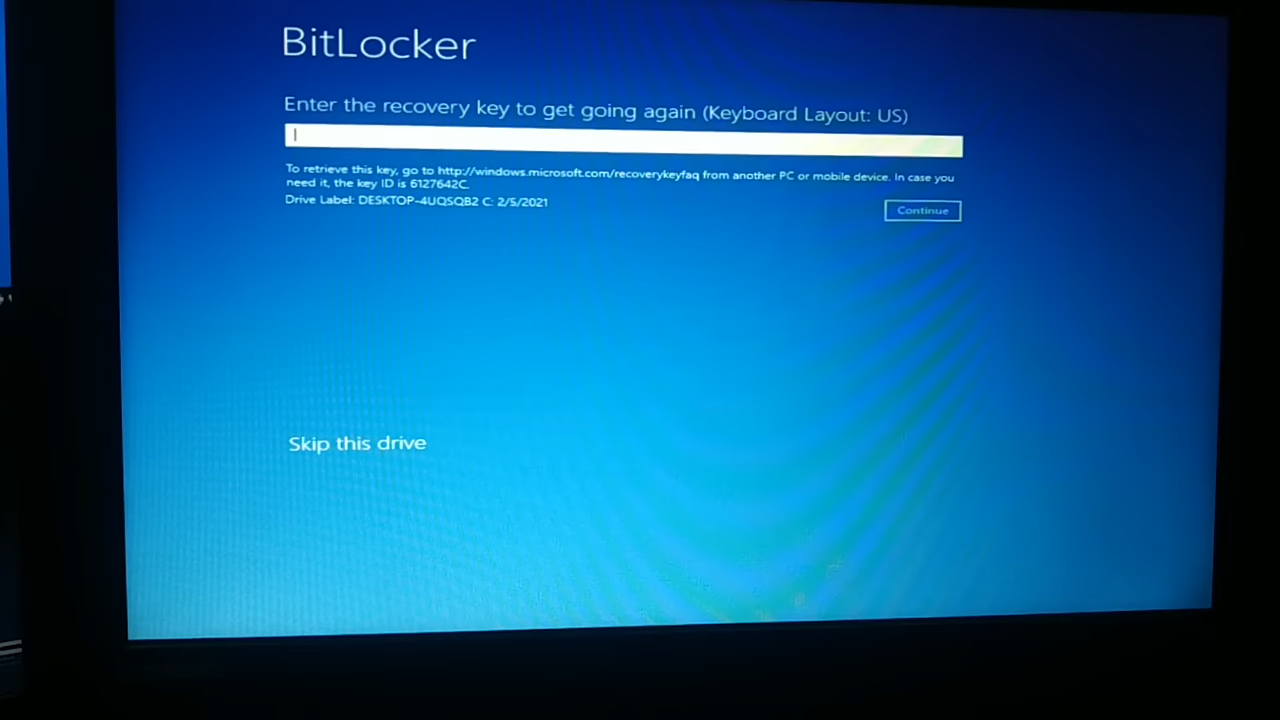 BitLocker
Enter the recovery key to get going again (Keyboard Layout: US)
To retrieve this key, go to http://windows.microsoft.com/recoverykeyfaq from another PC or mobile device. In case you
need it, the key ID is 6127642C.
Drive Label: DESKTOP-4UQSQB2 C: 2/5/2021
Continue
Skip this drive